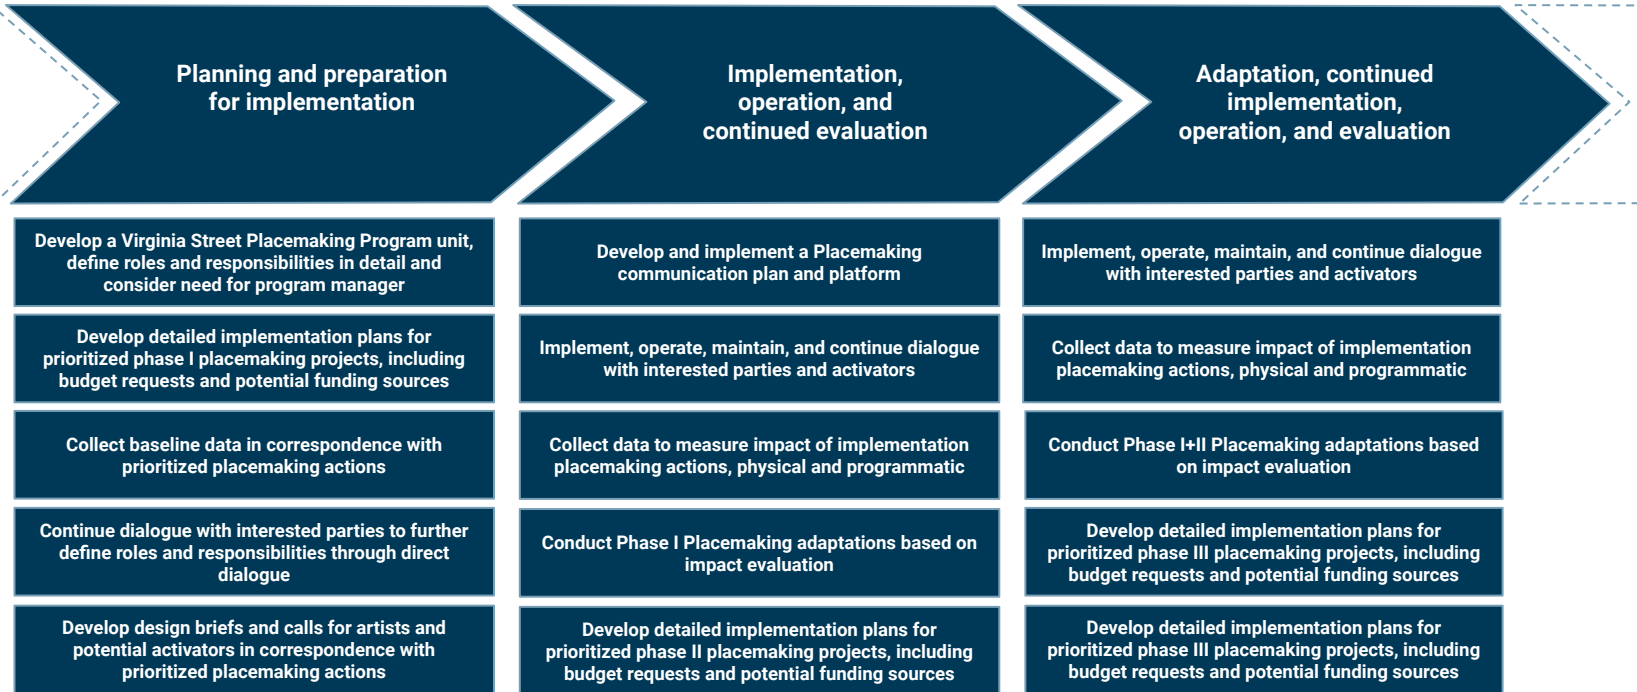 Planning and preparation
for implementation
Implementation,
operation, and
continued evaluation
Adaptation, continued
implementation,
operation, and evaluation
Develop a Virginia Street Placemaking Program unit,
define roles and responsibilities in detail and
consider need for program manager
Develop detailed implementation plans for
prioritized phase I placemaking projects, including
budget requests and potential funding sources
Collect baseline data in correspondence with
prioritized placemaking actions
Continue dialogue with interested parties to further
define roles and responsibilities through direct
dialogue
Develop design briefs and calls for artists and
potential activators in correspondence with
prioritized placemaking actions
Develop and implement a Placemaking
communication plan and platform
Implement, operate, maintain, and continue dialogue
with interested parties and activators
Collect data to measure impact of implementation
placemaking actions, physical and programmatic
Conduct Phase I Placemaking adaptations based on
impact evaluation
Develop detailed implementation plans for
prioritized phase II placemaking projects, including
budget requests and potential funding sources
Implement, operate, maintain, and continue dialogue
with interested parties and activators
Collect data to measure impact of implementation
placemaking actions, physical and programmatic
Conduct Phase I+II Placemaking adaptations based
on impact evaluation
Develop detailed implementation plans for
prioritized phase III placemaking projects, including
budget requests and potential funding sources
Develop detailed implementation plans for
prioritized phase III placemaking projects, including
budget requests and potential funding sources